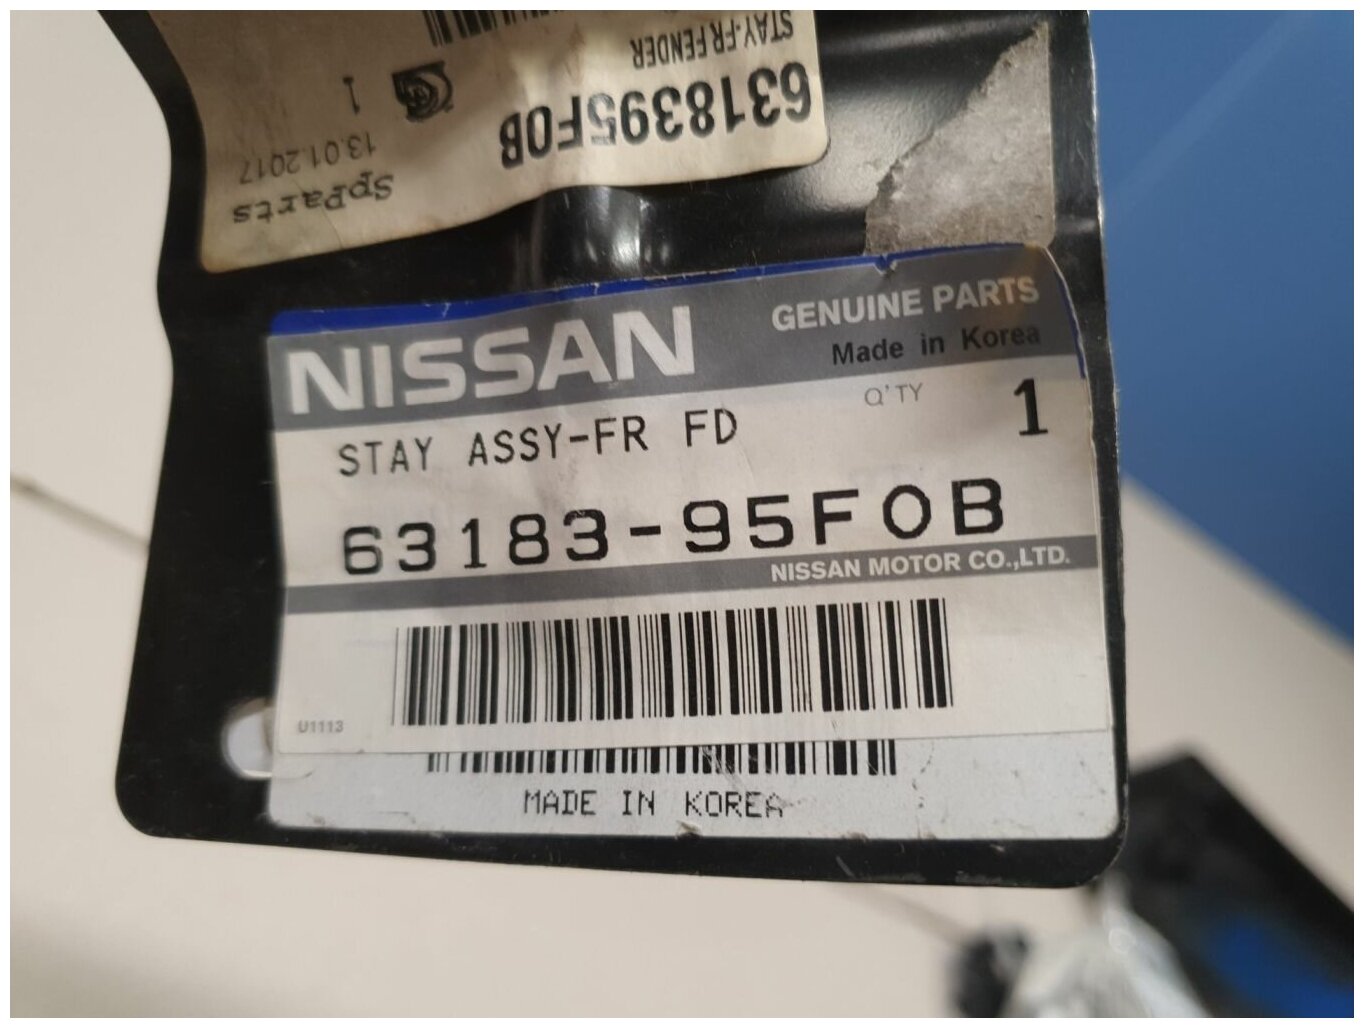 STAY-FR FENDER
6318395F0B
1
13.01.2017
SpParts
NISSAN
GENUINE PARTS
Made in Korea
STAY ASSY-FR FD
Q'TY 1
63183-95F0B
NISSAN MOTOR CO.,LTD.
U1113
MADE IN KOREA